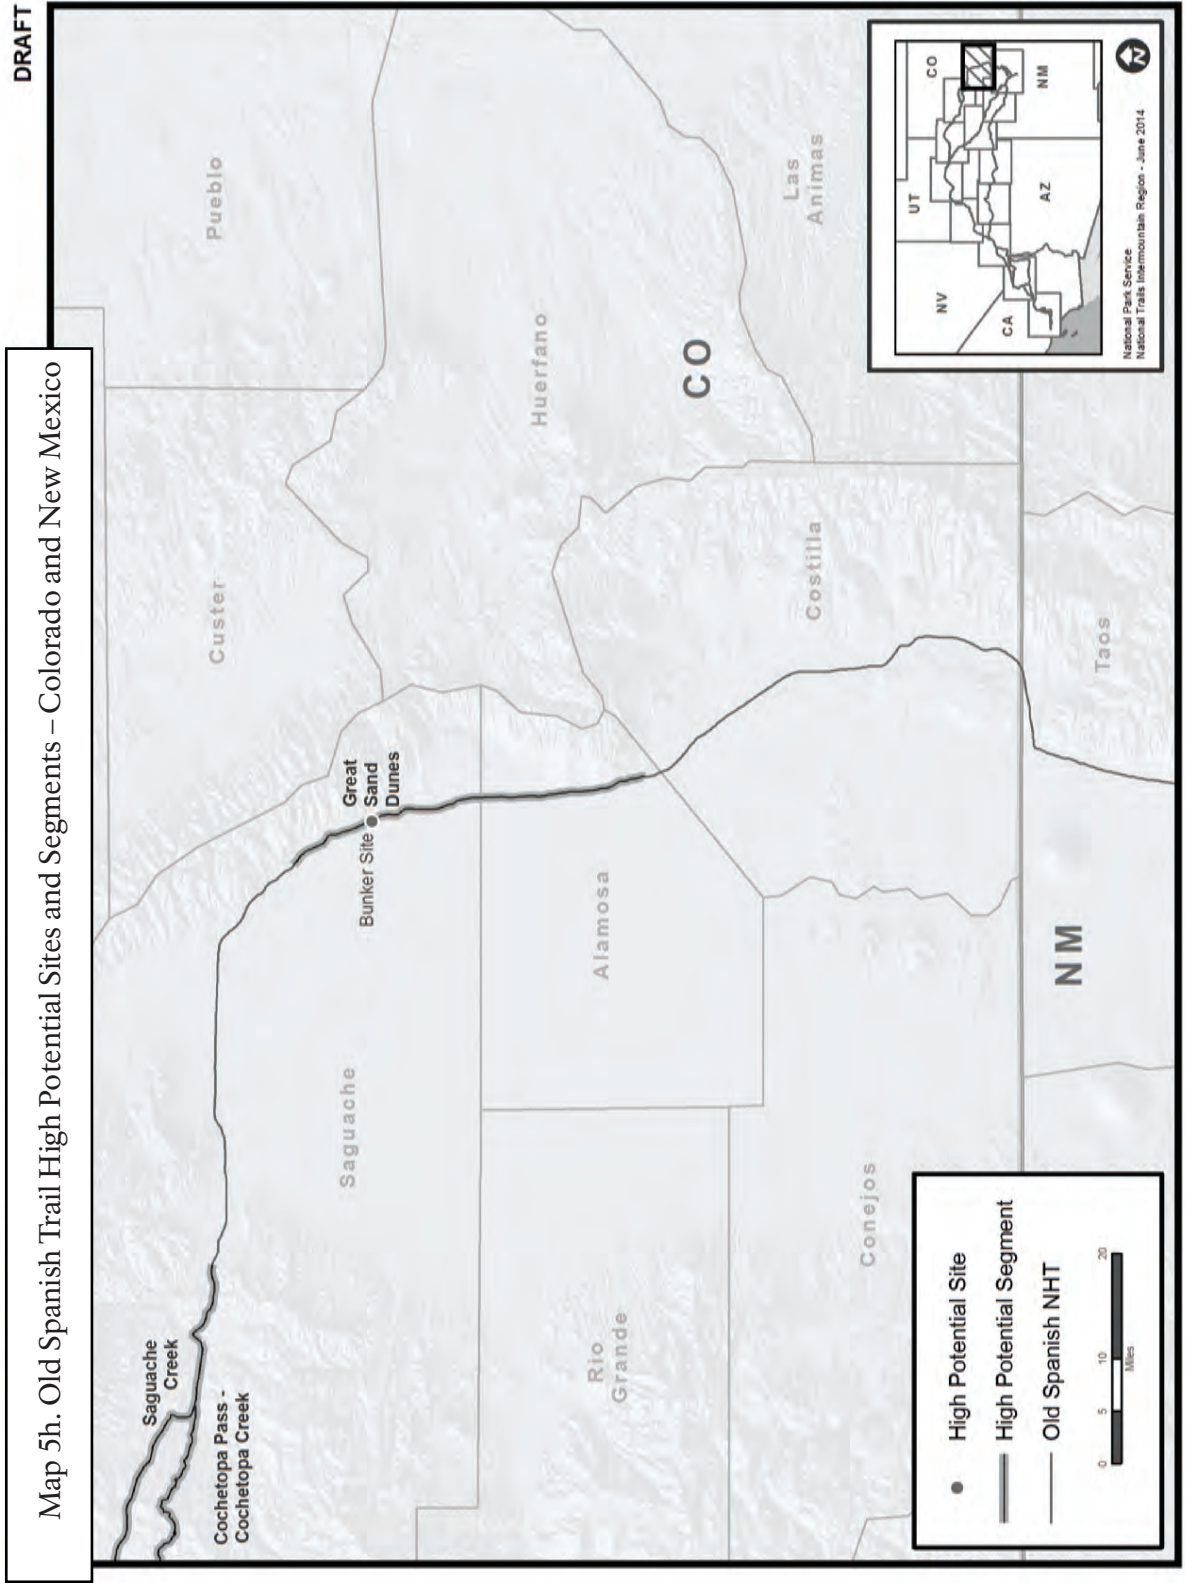 DRAFT
Map 5h. Old Spanish Trail High Potential Sites and Segments – Colorado and New Mexico
Saguache
Creek
Cochetopa Pass -
Cochetopa Creek
Custer
Pueblo
Great
Sand
Dunes
Bunker Site
Saguache
Huerfano
Alamosa
Rio
Grande
CO
Las
Animas
Costilla
Conejos
NM
Taos
High Potential Site
High Potential Segment
Old Spanish NHT
0 5 10 20
Miles
NV
UT
CO
CA
AZ
NM
N
National Park Service
National Trails Intermountain Region - June 2014